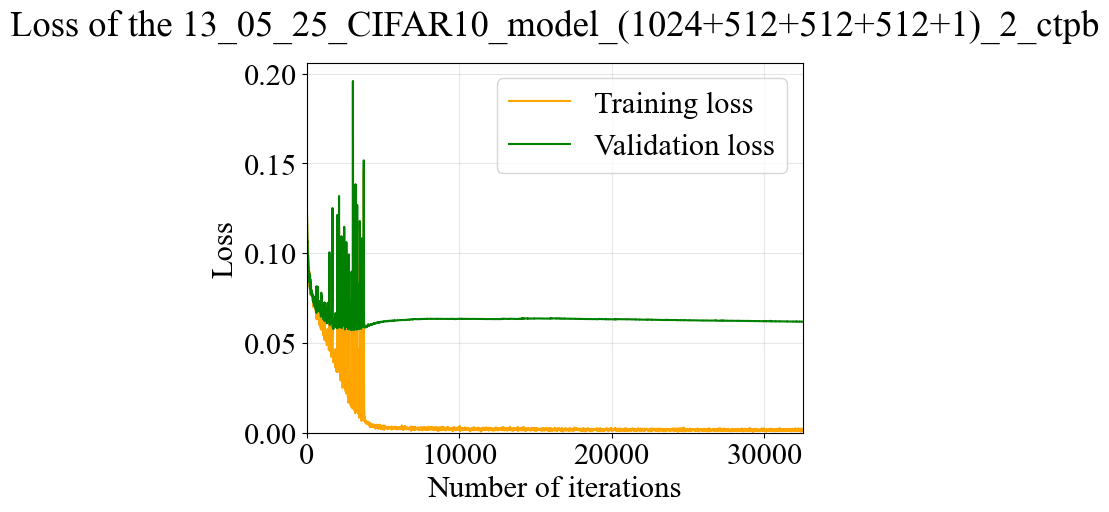 Loss of the 13_05_25_CIFAR10_model_(1024+512+512+512+1)_2_ctpb
0.20
0.15
0.10
0.05
0.00
Loss
Training loss
Validation loss
0 10000 20000 30000
Number of iterations